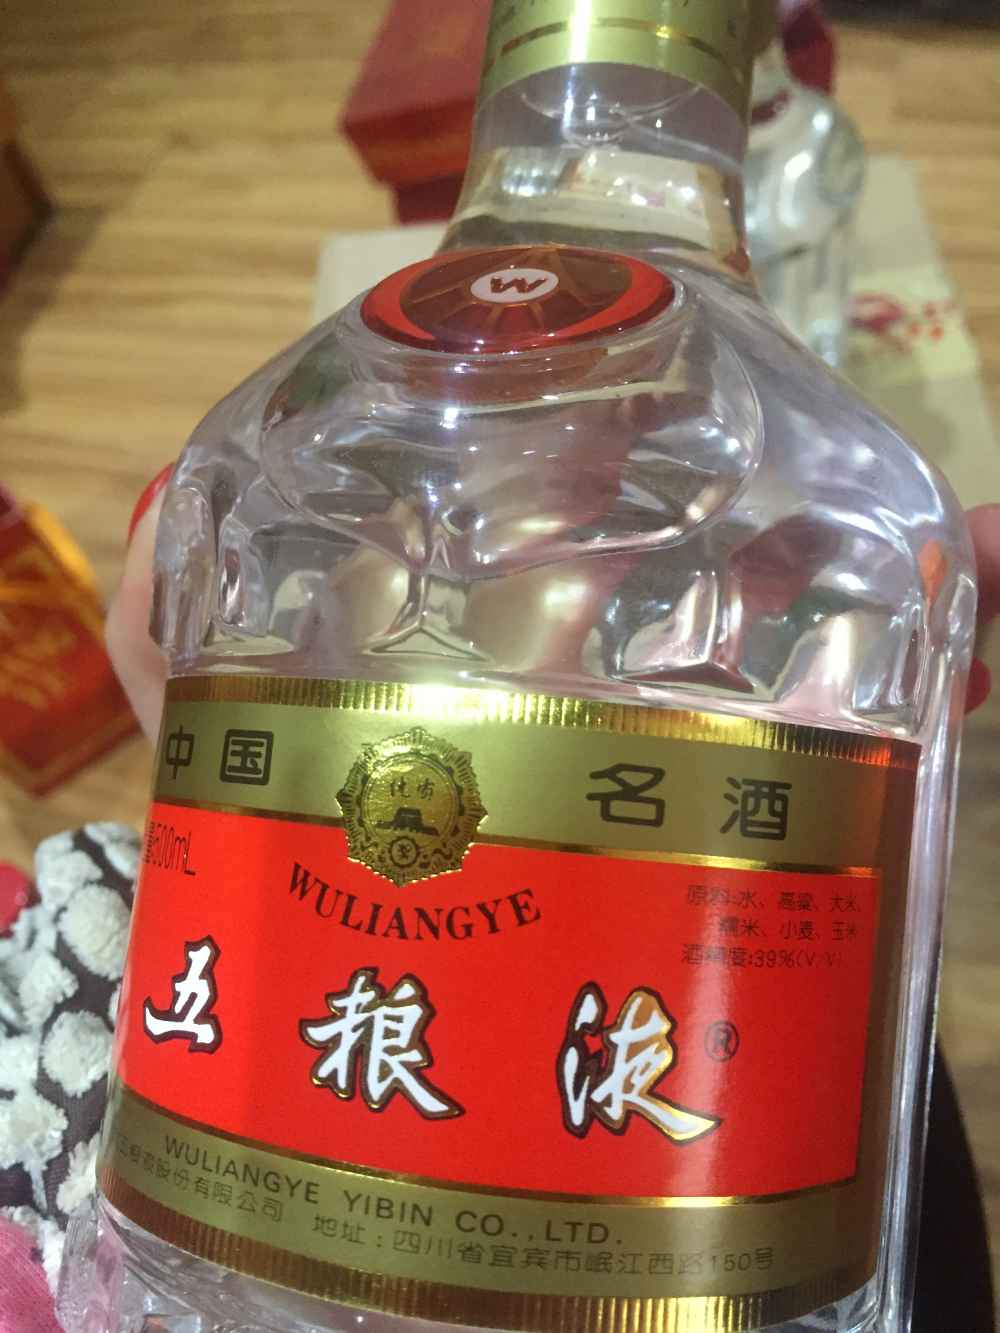 W
中国 名酒
500mL
WULIANGYE
原料:水、高粱、大米、
糯米、小麦、玉米
酒精度:39%(V/V)
五粮液®
WULIANGYE YIBIN CO.,LTD.
股份有限公司 地址:四川省宜宾市岷江西路150号